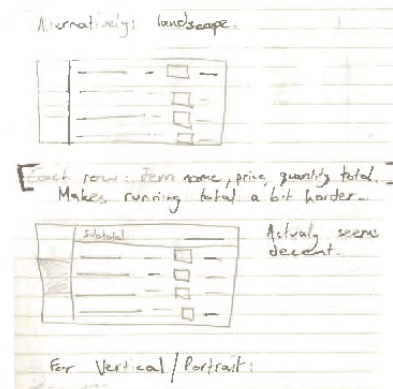 Alternatively: landscape.
Each row: Item name, price, quantity total.
Makes running total a bit harder...
Subtotal
Actualy seems
decent.
For Vertical / Portrait: